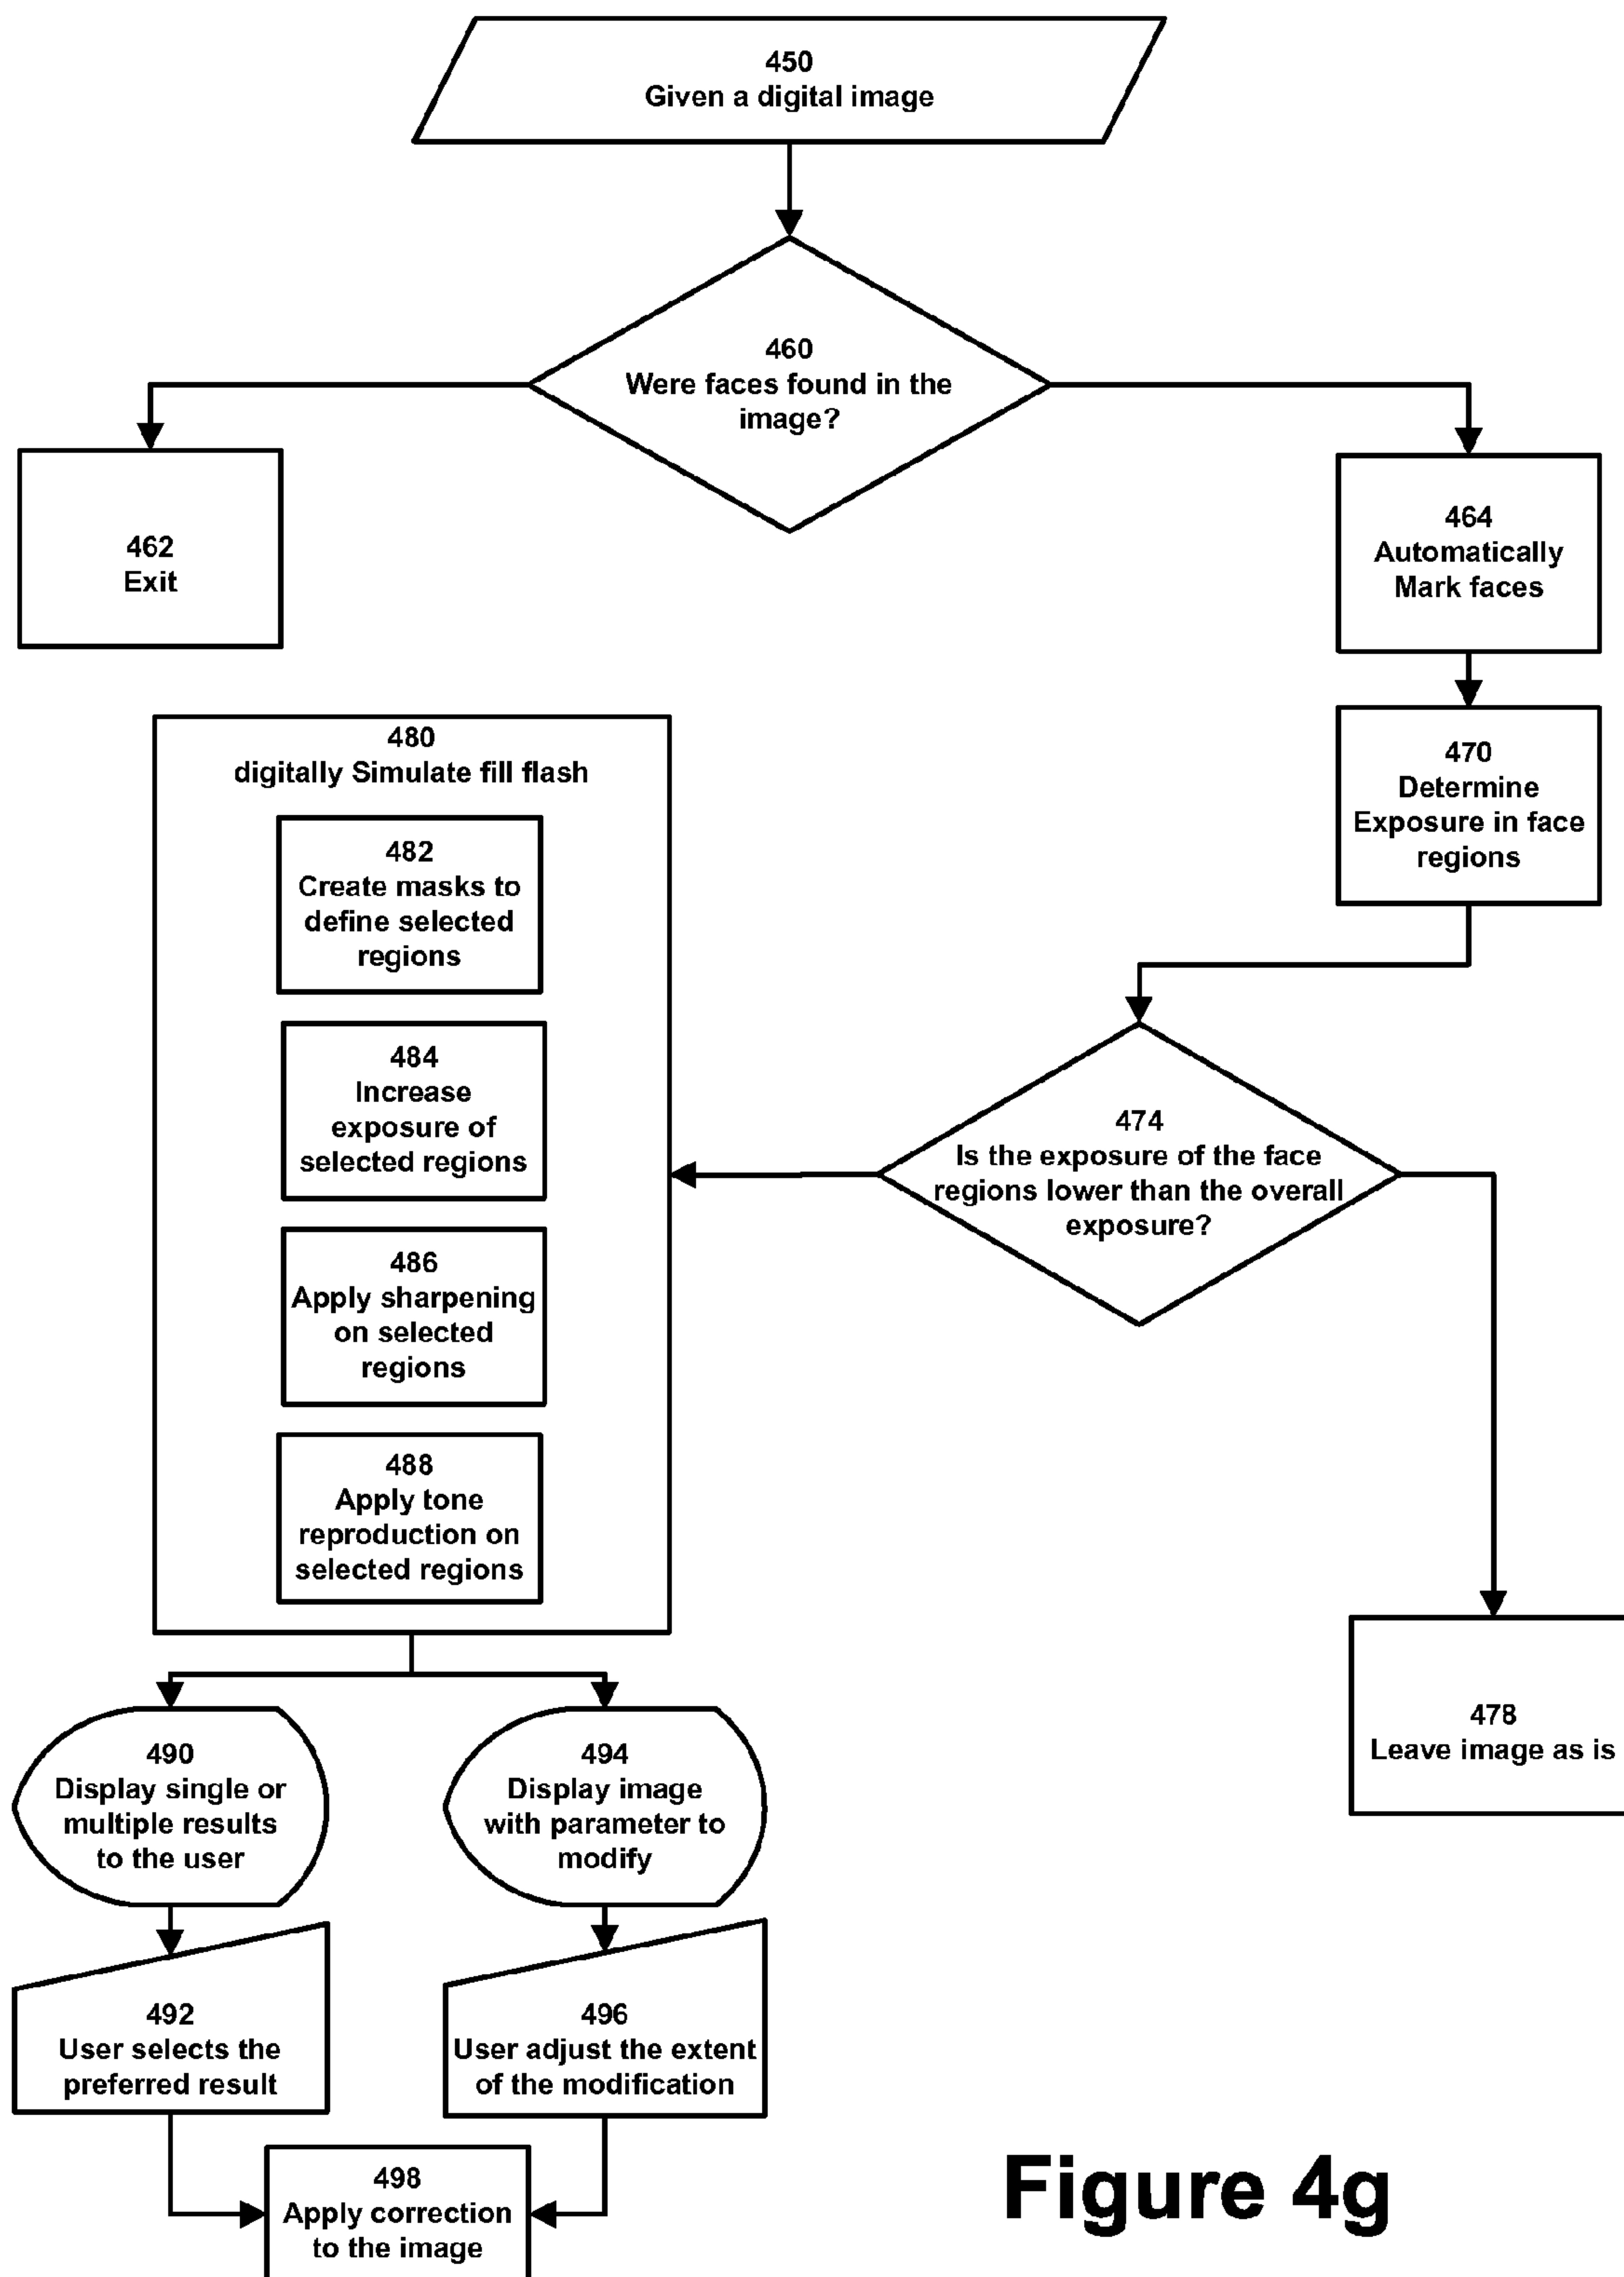 450
Given a digital image
460
Were faces found in the
image?
462
Exit
464
Automatically
Mark faces
470
Determine
Exposure in face
regions
474
Is the exposure of the face
regions lower than the overall
exposure?
478
Leave image as is
480
digitally Simulate fill flash
482
Create masks to
define selected
regions
484
Increase
exposure of
selected regions
486
Apply sharpening
on selected
regions
488
Apply tone
reproduction on
selected regions
490
Display single or
multiple results
to the user
494
Display image
with parameter to
modify
492
User selects the
preferred result
496
User adjust the extent
of the modification
498
Apply correction
to the image
Figure 4g